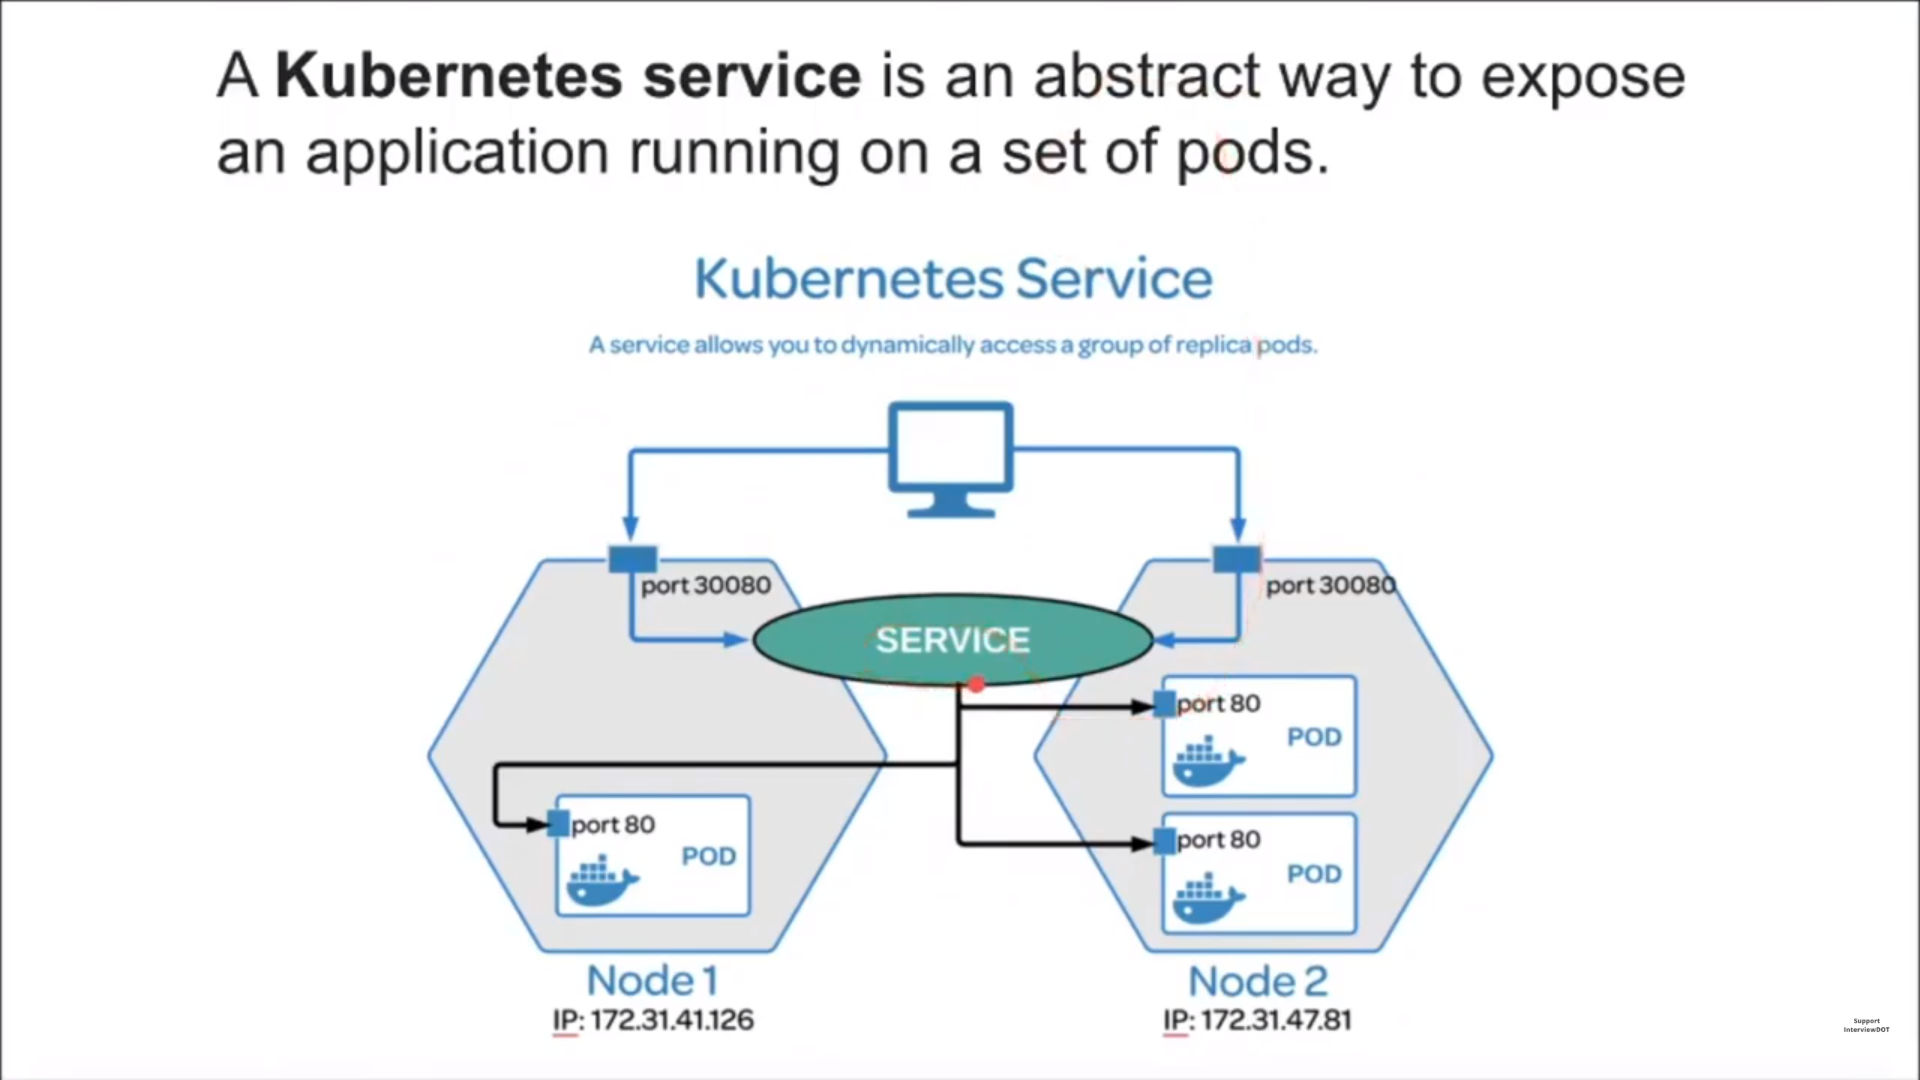 A Kubernetes service is an abstract way to expose
an application running on a set of pods.
Kubernetes Service
A service allows you to dynamically access a group of replica pods.
port 30080
port 30080
SERVICE
port 80
POD
port 80
POD
port 80
POD
Node 1
IP: 172.31.41.126
Node 2
IP: 172.31.47.81
Support
InterviewDOT